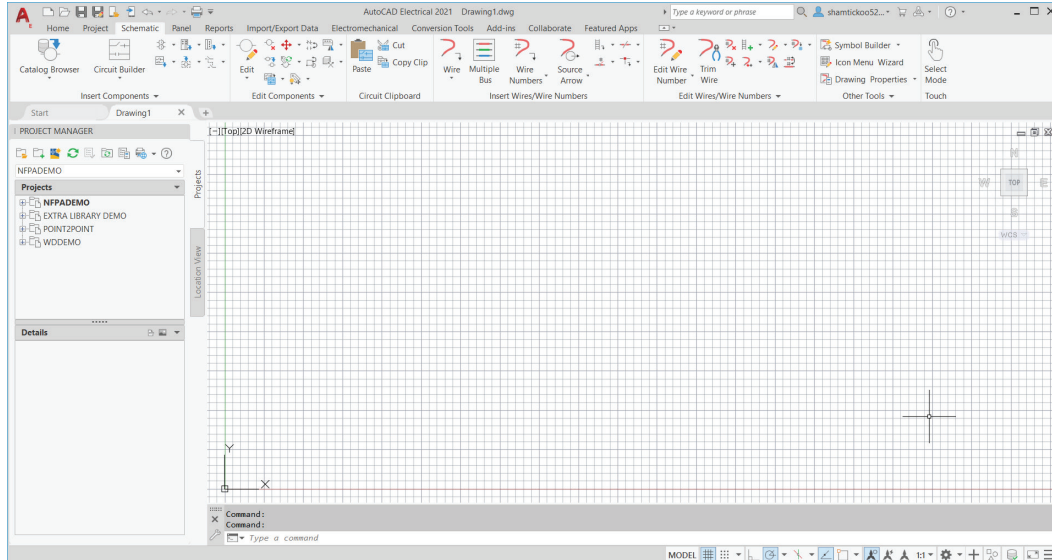 AutoCAD Electrical 2021 Drawing1.dwg
Type a keyword or phrase
shamtickoo52...
Home Project Schematic Panel Reports Import/Export Data Electromechanical Conversion Tools Add-ins Collaborate Featured Apps
Catalog Browser
Circuit Builder
Insert Components
Edit
Edit Components
Paste
Cut
Copy Clip
Circuit Clipboard
Wire
Multiple
Bus
Wire
Numbers
Source
Arrow
Insert Wires/Wire Numbers
Edit Wire
Number
Trim
Wire
Edit Wires/Wire Numbers
Symbol Builder
Icon Menu Wizard
Drawing Properties
Other Tools
Select
Mode
Touch
Start
Drawing1
PROJECT MANAGER
NFPADEMO
Projects
NFPADEMO
EXTRA LIBRARY DEMO
POINT2POINT
WDDEMO
Details
Projects
Location View
[−][Top][2D Wireframe]
N
W
TOP
E
S
WCS
Y
X
Command:
Command:
Type a command
MODEL
1:1